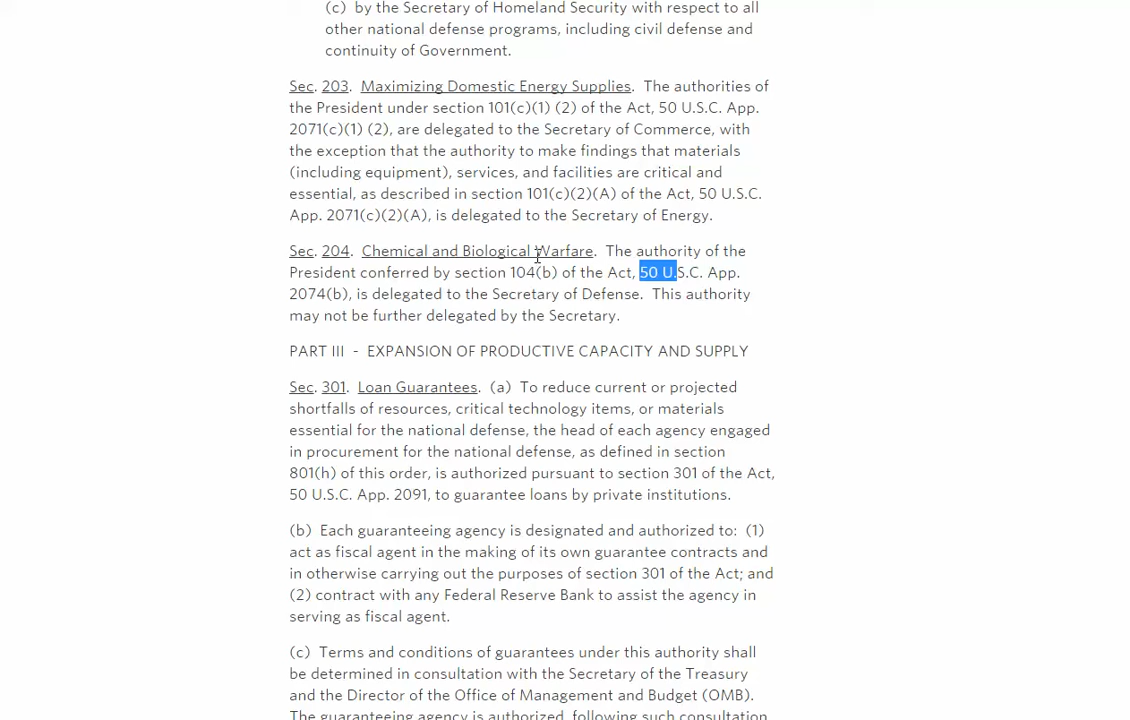 (c)  by the Secretary of Homeland Security with respect to all
other national defense programs, including civil defense and
continuity of Government.
Sec. 203.  Maximizing Domestic Energy Supplies.  The authorities of
the President under section 101(c)(1) (2) of the Act, 50 U.S.C. App.
2071(c)(1) (2), are delegated to the Secretary of Commerce, with
the exception that the authority to make findings that materials
(including equipment), services, and facilities are critical and
essential, as described in section 101(c)(2)(A) of the Act, 50 U.S.C.
App. 2071(c)(2)(A), is delegated to the Secretary of Energy.
Sec. 204.  Chemical and Biological Warfare.  The authority of the
President conferred by section 104(b) of the Act, 50 U.S.C. App.
2074(b), is delegated to the Secretary of Defense.  This authority
may not be further delegated by the Secretary.
PART III  -  EXPANSION OF PRODUCTIVE CAPACITY AND SUPPLY
Sec. 301.  Loan Guarantees.  (a)  To reduce current or projected
shortfalls of resources, critical technology items, or materials
essential for the national defense, the head of each agency engaged
in procurement for the national defense, as defined in section
801(h) of this order, is authorized pursuant to section 301 of the Act,
50 U.S.C. App. 2091, to guarantee loans by private institutions.
(b)  Each guaranteeing agency is designated and authorized to:  (1)
act as fiscal agent in the making of its own guarantee contracts and
in otherwise carrying out the purposes of section 301 of the Act; and
(2) contract with any Federal Reserve Bank to assist the agency in
serving as fiscal agent.
(c)  Terms and conditions of guarantees under this authority shall
be determined in consultation with the Secretary of the Treasury
and the Director of the Office of Management and Budget (OMB).
The guaranteeing agency is authorized, following such consultation,